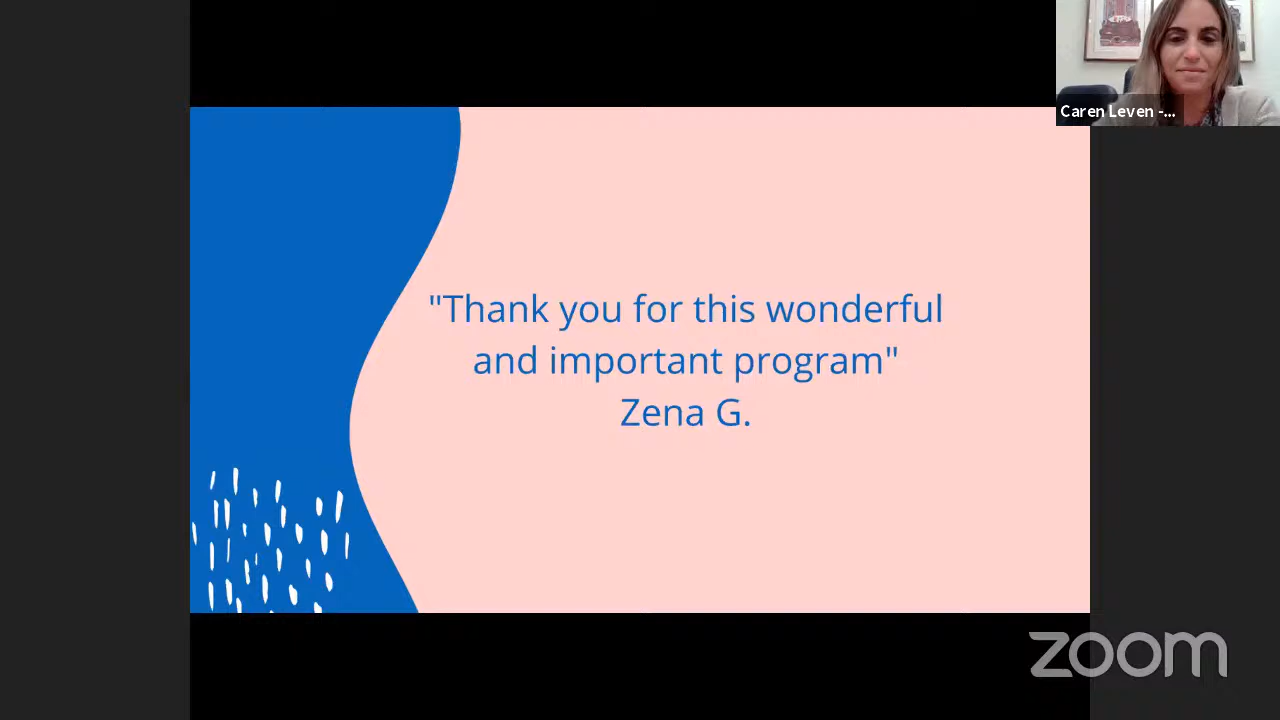 Caren Leven -...
"Thank you for this wonderful
and important program"
Zena G.
zoom